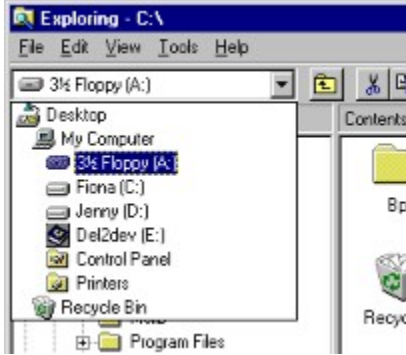 Exploring - C:\
File Edit View Tools Help
3½ Floppy (A:)
Desktop
Contents
My Computer
3½ Floppy (A:)
Fiona (C:)
Jenny (D:)
Del2dev (E:)
Control Panel
Printers
Recycle Bin
Program Files